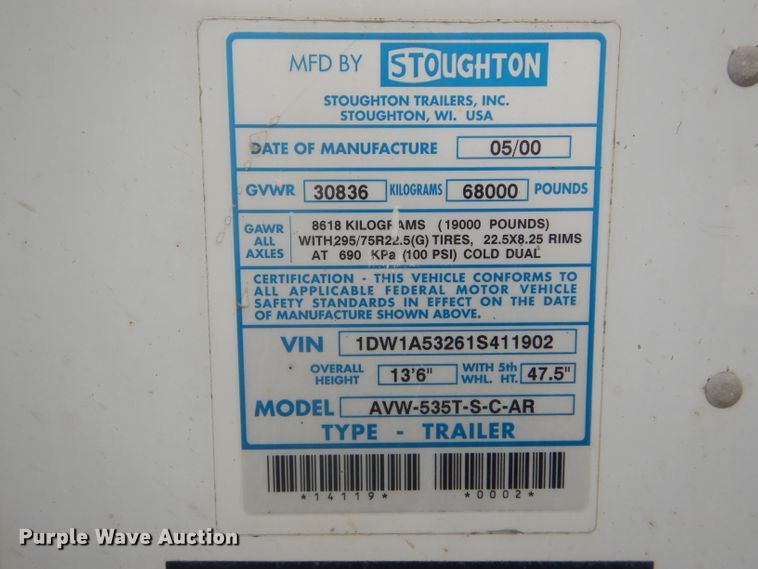 MFD BY STOUGHTON
STOUGHTON TRAILERS, INC.
STOUGHTON, WI. USA
DATE OF MANUFACTURE 05/00
GVWR 30836 KILOGRAMS 68000 POUNDS
GAWR ALL AXLES
8618 KILOGRAMS (19000 POUNDS)
WITH295/75R22.5(G) TIRES, 22.5X8.25 RIMS
AT 690 KPa (100 PSI) COLD DUAL
CERTIFICATION - THIS VEHICLE CONFORMS TO
ALL APPLICABLE FEDERAL MOTOR VEHICLE
SAFETY STANDARDS IN EFFECT ON THE DATE
OF MANUFACTURE SHOWN ABOVE.
VIN 1DW1A53261S411902
OVERALL HEIGHT 13'6" WITH 5th WHL. HT. 47.5"
MODEL AVW-535T-S-C-AR
TYPE - TRAILER
*14119* *0002*
Purple Wave Auction